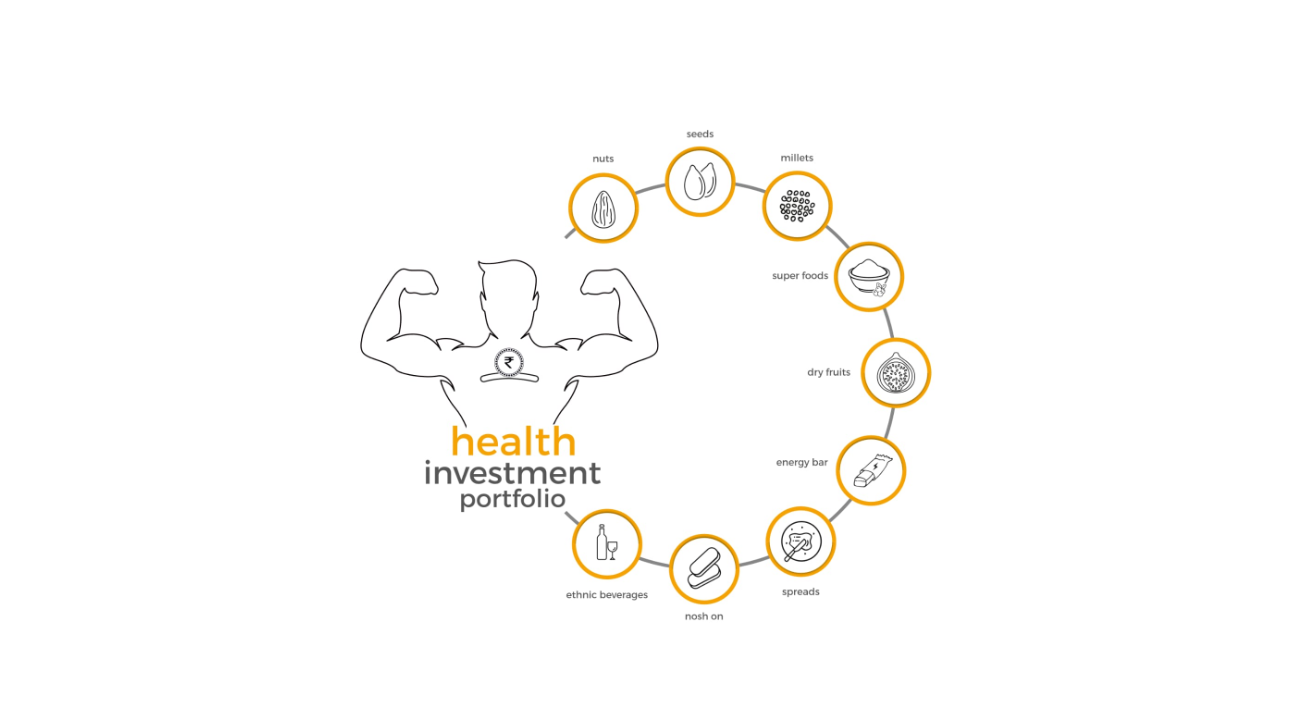 seeds
nuts
millets
super foods
dry fruits
energy bar
spreads
nosh on
ethnic beverages
₹
health
investment
portfolio